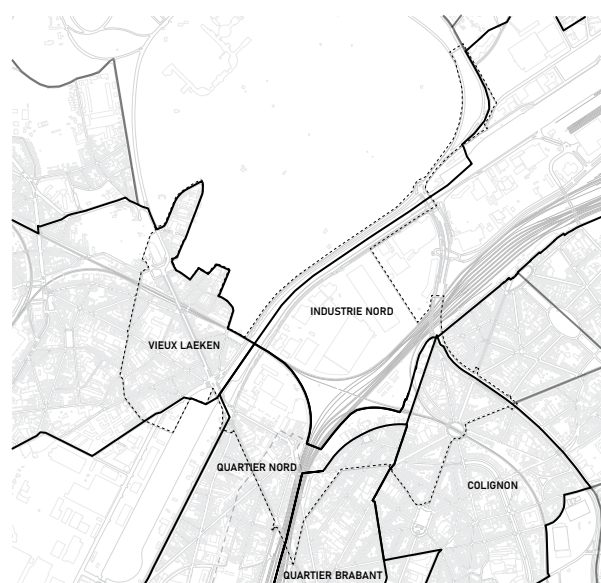 INDUSTRIE NORD
VIEUX LAEKEN
QUARTIER NORD
COLIGNON
QUARTIER BRABANT